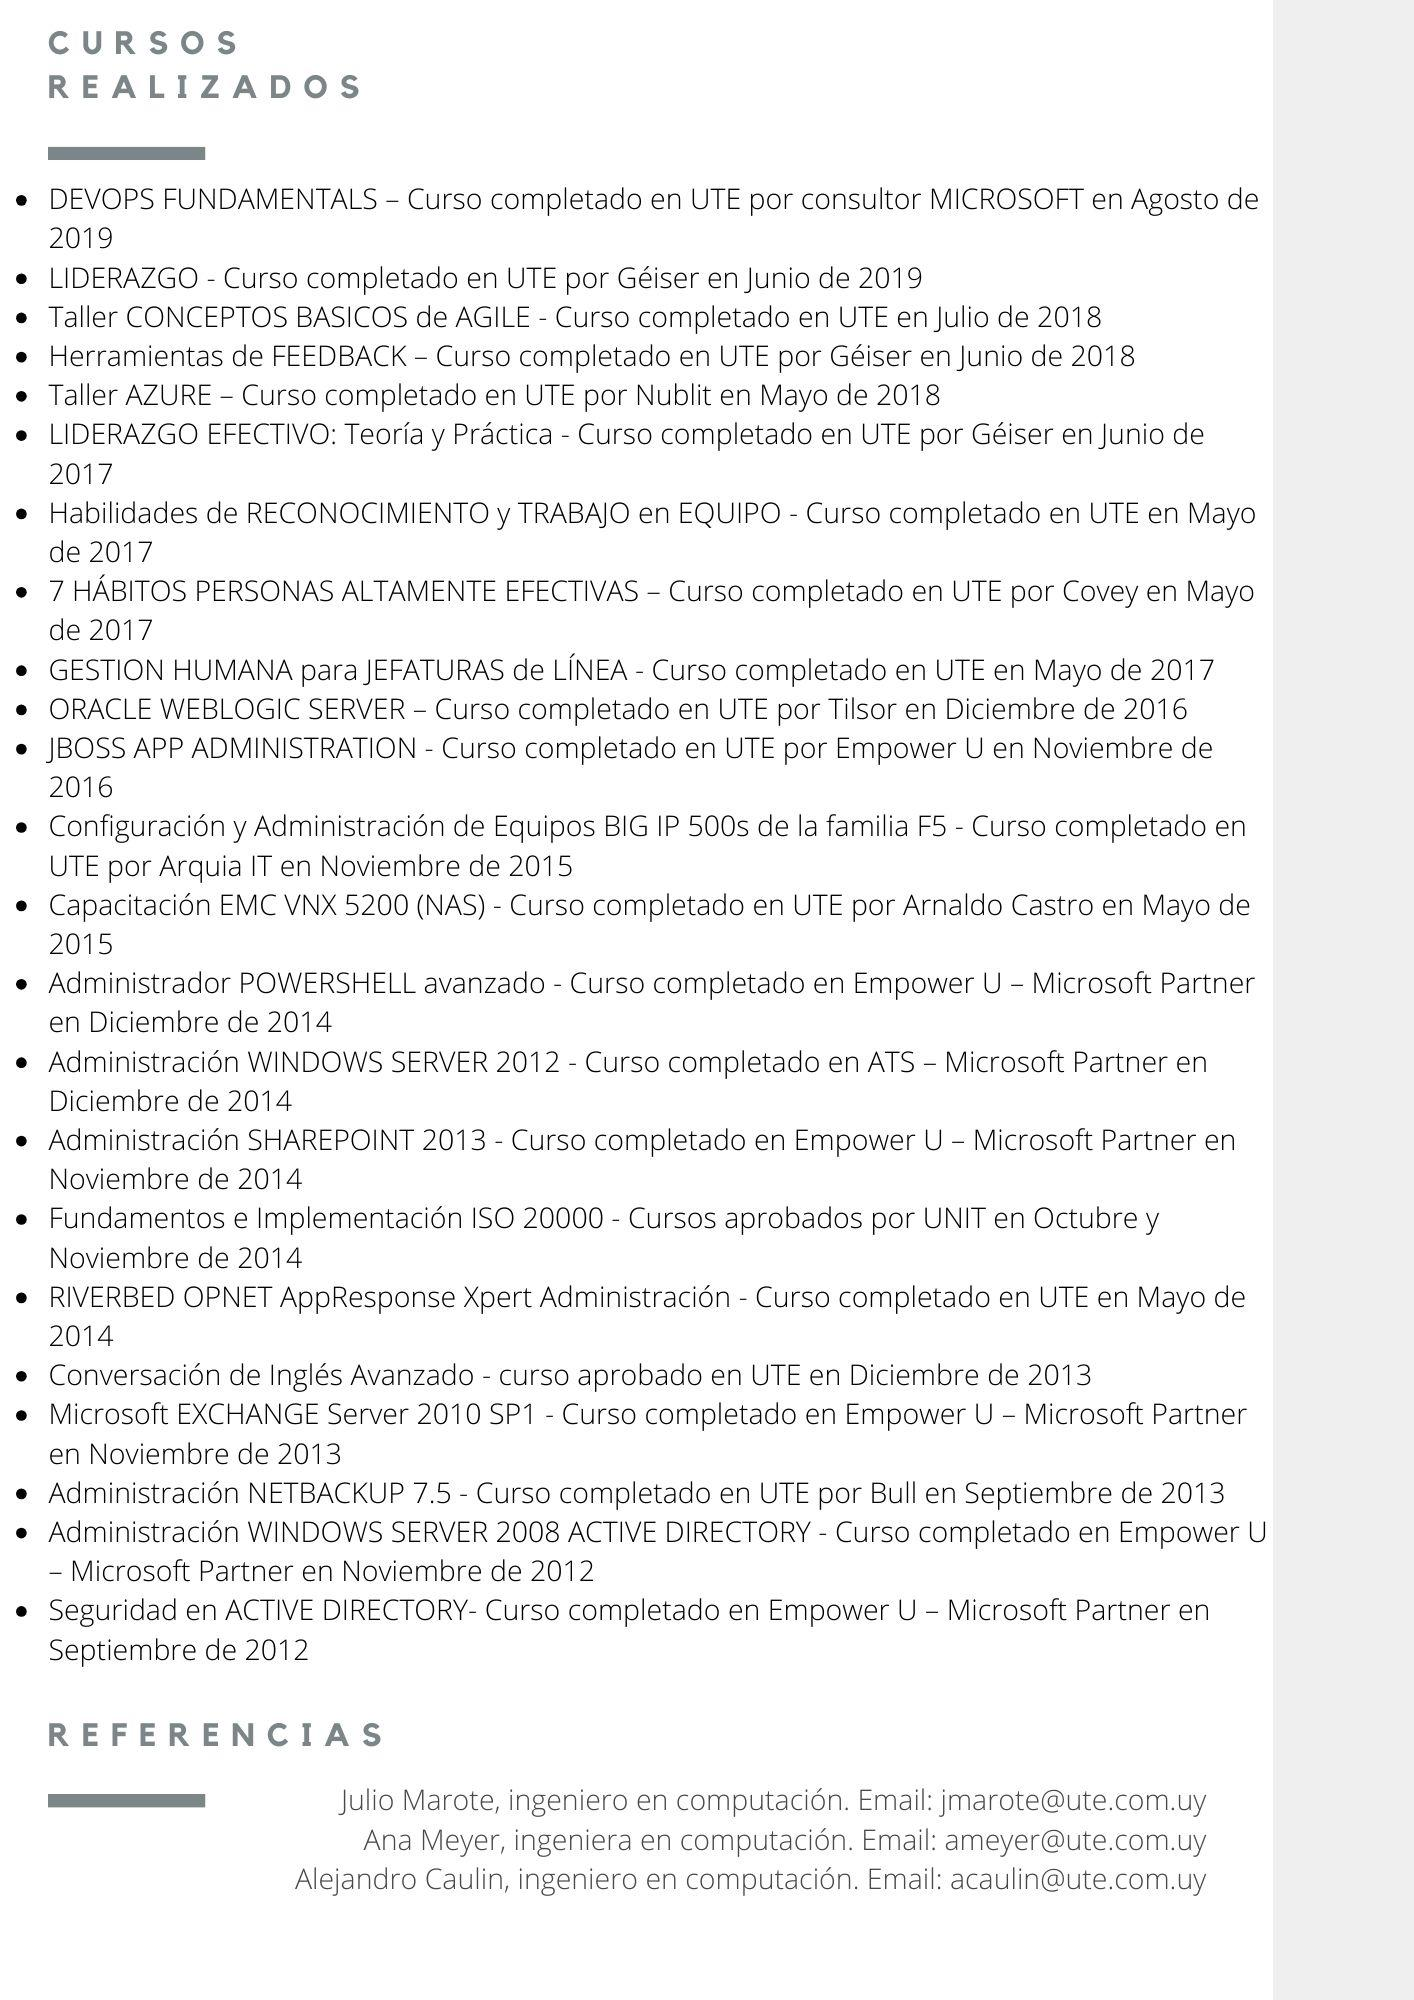 CURSOS
REALIZADOS
• DEVOPS FUNDAMENTALS – Curso completado en UTE por consultor MICROSOFT en Agosto de
2019
• LIDERAZGO - Curso completado en UTE por Géiser en Junio de 2019
• Taller CONCEPTOS BASICOS de AGILE - Curso completado en UTE en Julio de 2018
• Herramientas de FEEDBACK – Curso completado en UTE por Géiser en Junio de 2018
• Taller AZURE – Curso completado en UTE por Nublit en Mayo de 2018
• LIDERAZGO EFECTIVO: Teoría y Práctica - Curso completado en UTE por Géiser en Junio de
2017
• Habilidades de RECONOCIMIENTO y TRABAJO en EQUIPO - Curso completado en UTE en Mayo
de 2017
• 7 HÁBITOS PERSONAS ALTAMENTE EFECTIVAS – Curso completado en UTE por Covey en Mayo
de 2017
• GESTION HUMANA para JEFATURAS de LÍNEA - Curso completado en UTE en Mayo de 2017
• ORACLE WEBLOGIC SERVER – Curso completado en UTE por Tilsor en Diciembre de 2016
• JBOSS APP ADMINISTRATION - Curso completado en UTE por Empower U en Noviembre de
2016
• Configuración y Administración de Equipos BIG IP 500s de la familia F5 - Curso completado en
UTE por Arquia IT en Noviembre de 2015
• Capacitación EMC VNX 5200 (NAS) - Curso completado en UTE por Arnaldo Castro en Mayo de
2015
• Administrador POWERSHELL avanzado - Curso completado en Empower U – Microsoft Partner
en Diciembre de 2014
• Administración WINDOWS SERVER 2012 - Curso completado en ATS – Microsoft Partner en
Diciembre de 2014
• Administración SHAREPOINT 2013 - Curso completado en Empower U – Microsoft Partner en
Noviembre de 2014
• Fundamentos e Implementación ISO 20000 - Cursos aprobados por UNIT en Octubre y
Noviembre de 2014
• RIVERBED OPNET AppResponse Xpert Administración - Curso completado en UTE en Mayo de
2014
• Conversación de Inglés Avanzado - curso aprobado en UTE en Diciembre de 2013
• Microsoft EXCHANGE Server 2010 SP1 - Curso completado en Empower U – Microsoft Partner
en Noviembre de 2013
• Administración NETBACKUP 7.5 - Curso completado en UTE por Bull en Septiembre de 2013
• Administración WINDOWS SERVER 2008 ACTIVE DIRECTORY - Curso completado en Empower U
– Microsoft Partner en Noviembre de 2012
• Seguridad en ACTIVE DIRECTORY- Curso completado en Empower U – Microsoft Partner en
Septiembre de 2012
REFERENCIAS
Julio Marote, ingeniero en computación. Email: jmarote@ute.com.uy
Ana Meyer, ingeniera en computación. Email: ameyer@ute.com.uy
Alejandro Caulin, ingeniero en computación. Email: acaulin@ute.com.uy